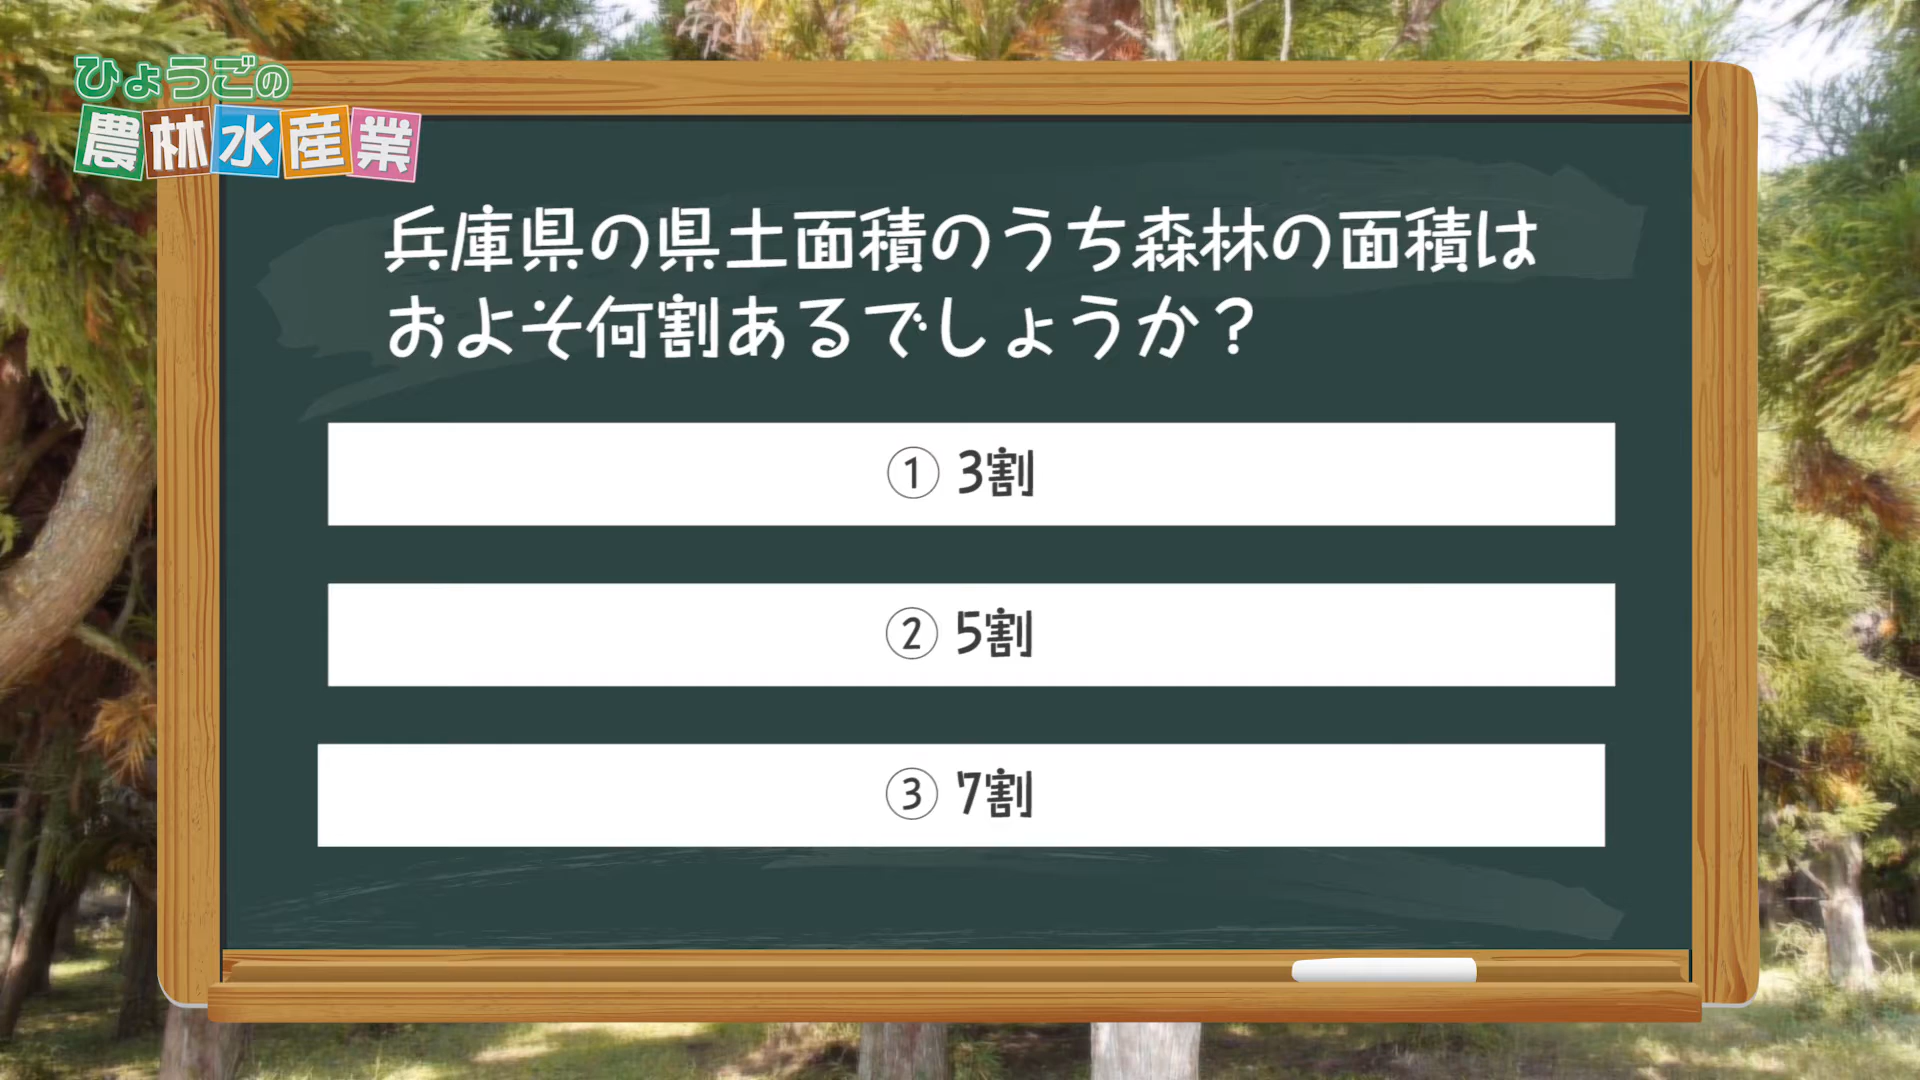 ひょうごの
農林水産業
兵庫県の県土面積のうち森林の面積は
およそ何割あるでしょうか？
① 3割
② 5割
③ 7割